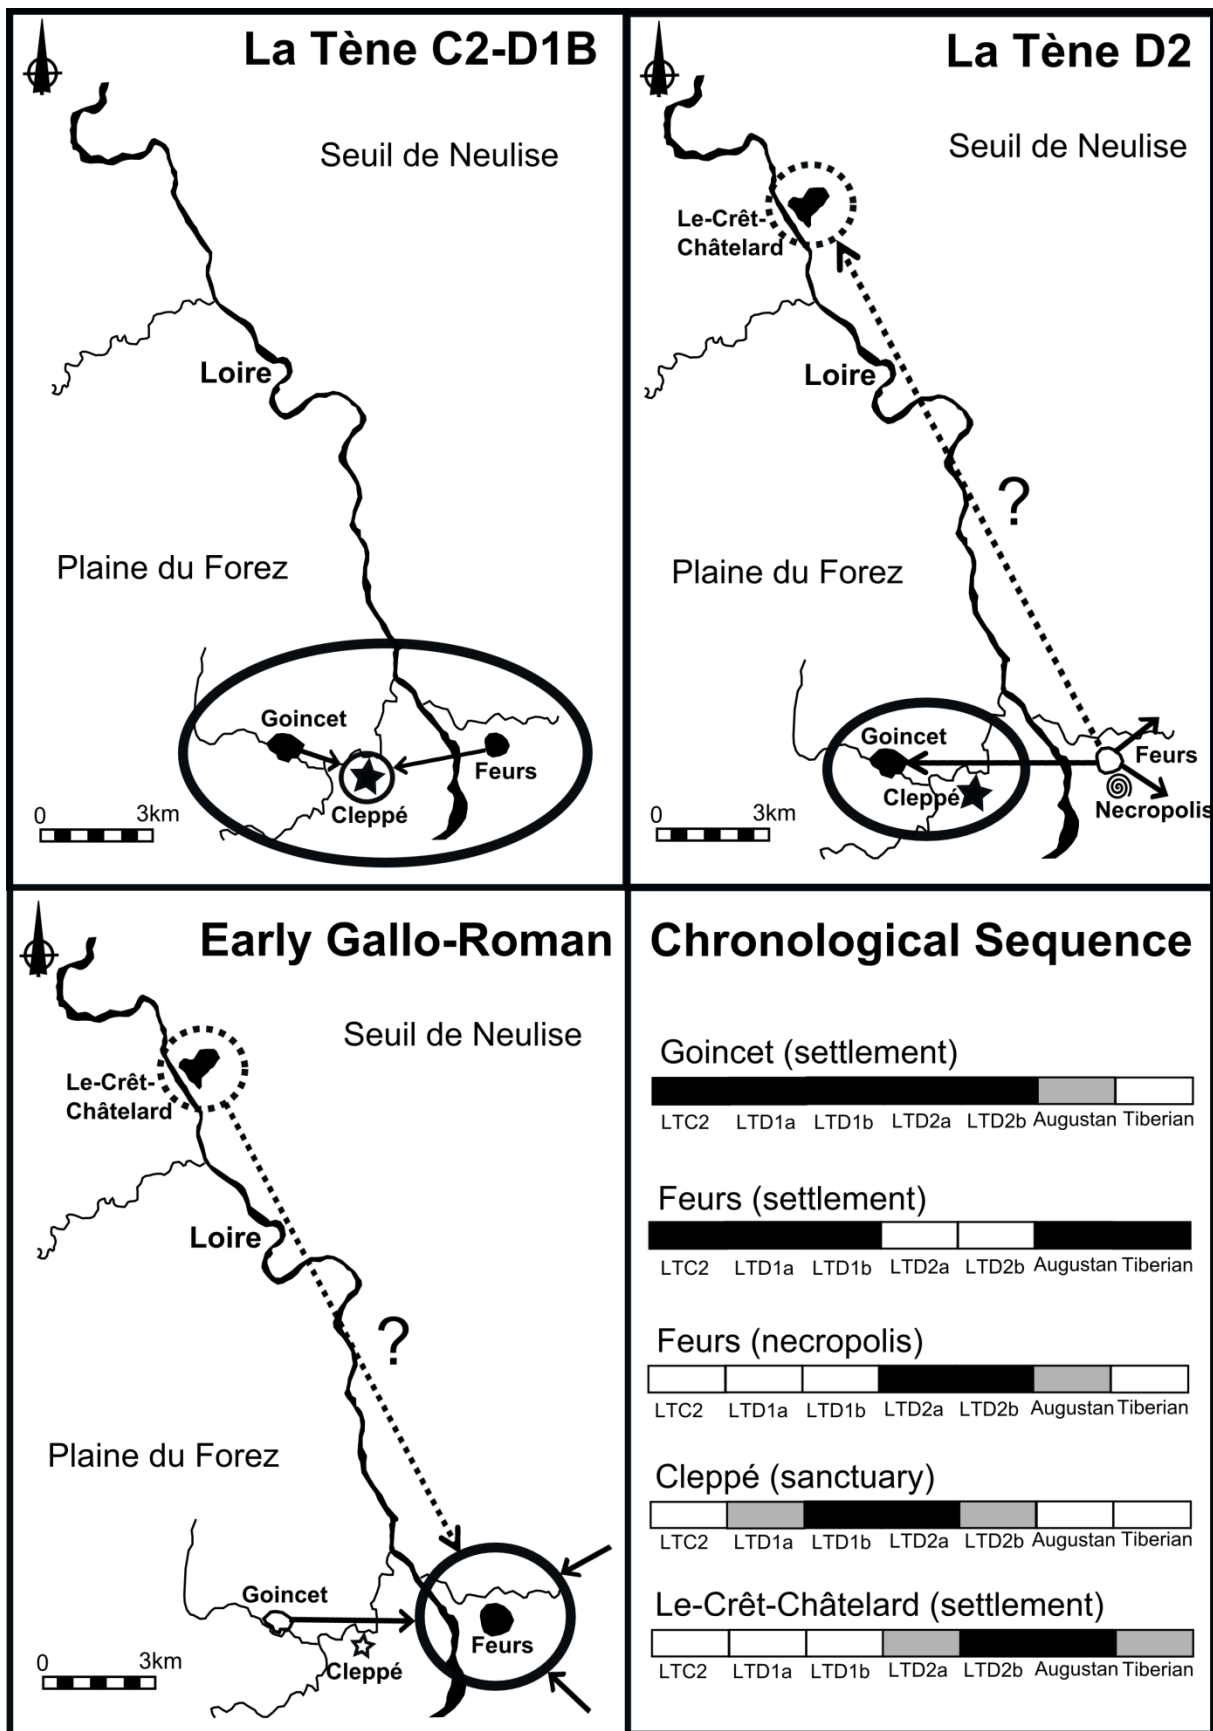 La Tène C2-D1B
Seuil de Neulise
Loire
Plaine du Forez
Goincet
Feurs
Cleppé
0 3km
La Tène D2
Seuil de Neulise
Le-Crêt-
Châtelard
Loire
?
Plaine du Forez
Goincet
Feurs
Cleppé
Necropolis
0 3km
Early Gallo-Roman
Seuil de Neulise
Le-Crêt-
Châtelard
Loire
?
Plaine du Forez
Goincet
Feurs
Cleppé
0 3km
Chronological Sequence
Goincet (settlement)
LTC2 LTD1a LTD1b LTD2a LTD2b Augustan Tiberian
Feurs (settlement)
LTC2 LTD1a LTD1b LTD2a LTD2b Augustan Tiberian
Feurs (necropolis)
LTC2 LTD1a LTD1b LTD2a LTD2b Augustan Tiberian
Cleppé (sanctuary)
LTC2 LTD1a LTD1b LTD2a LTD2b Augustan Tiberian
Le-Crêt-Châtelard (settlement)
LTC2 LTD1a LTD1b LTD2a LTD2b Augustan Tiberian